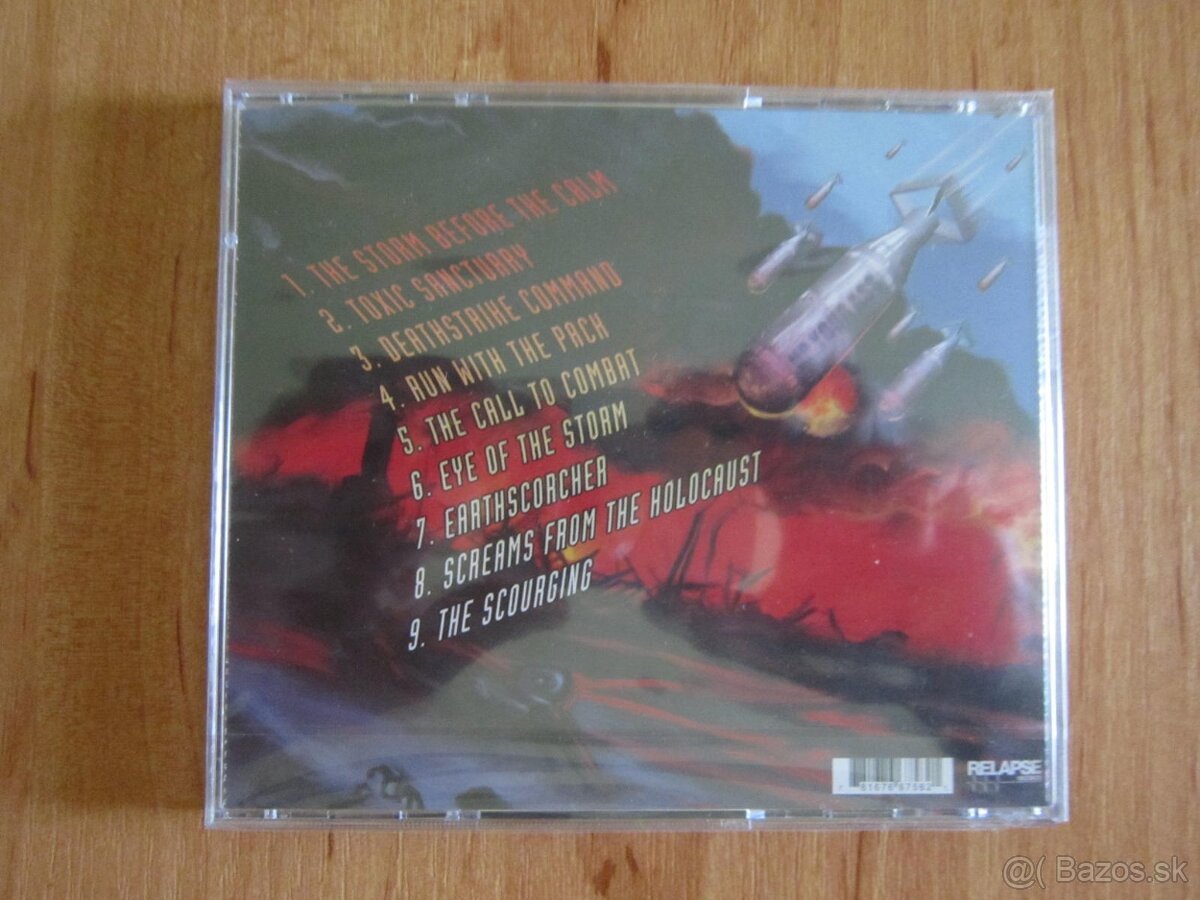 1. THE STORM BEFORE THE CALM
2. TOXIC SANCTUARY
3. DEATHSTRIKE COMMAND
4. RUN WITH THE PACK
5. THE CALL TO COMBAT
6. EYE OF THE STORM
7. EARTHSCORCHER
8. SCREAMS FROM THE HOLOCAUST
9. THE SCOURGING
RELAPSE
@( Bazos.sk